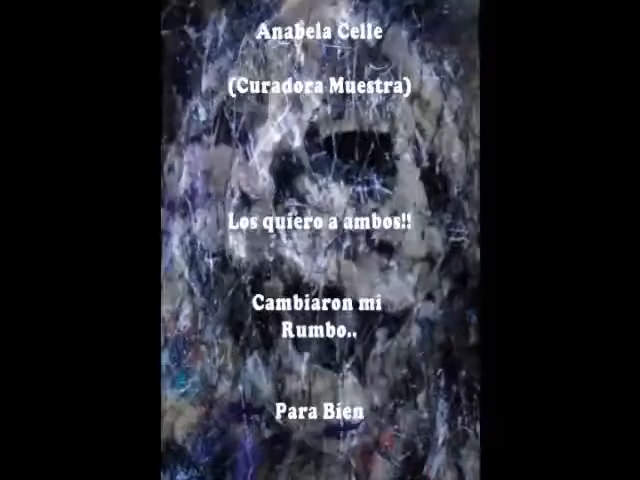 Anabela Celle
(Curadora Muestra)
Los quiero a ambos!!
Cambiaron mi
Rumbo..
Para Bien